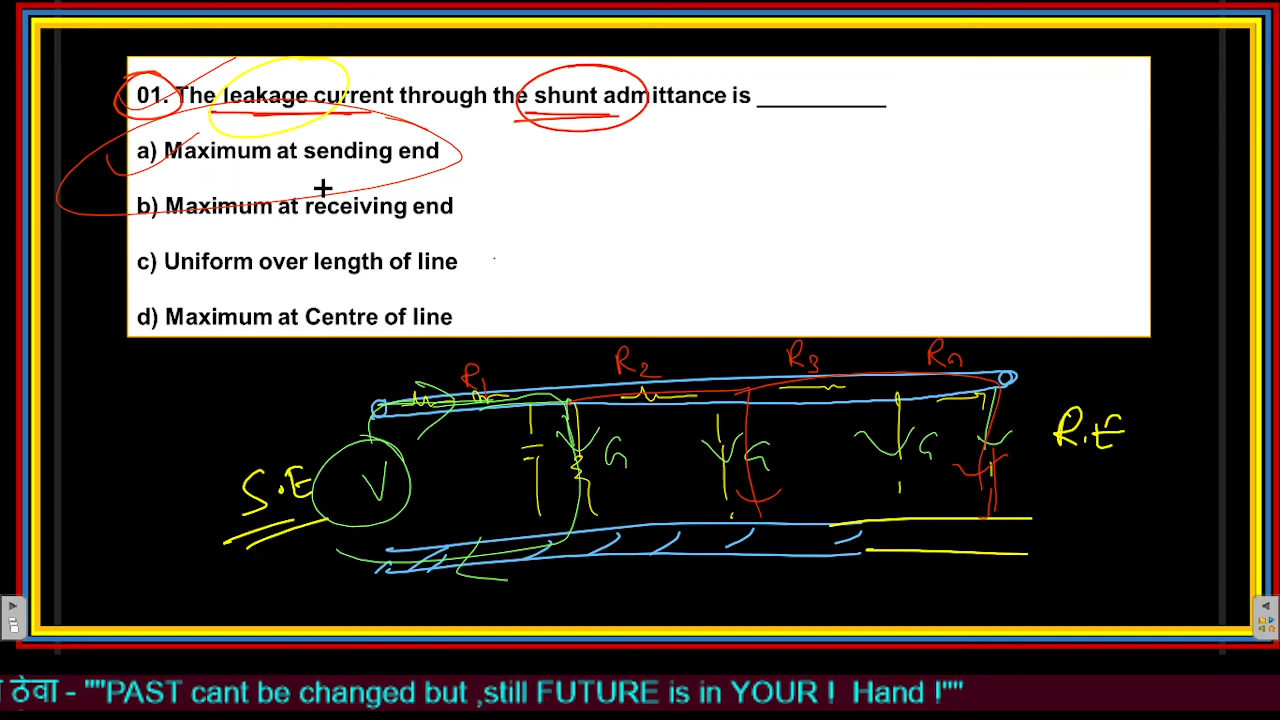 01. The leakage current through the shunt admittance is __________
a) Maximum at sending end
b) Maximum at receiving end
c) Uniform over length of line
d) Maximum at Centre of line
R1 R2 R3 Rn
S.E V G G G R.E
ठेवा - ""PAST cant be changed but ,still FUTURE is in YOUR ! Hand !""